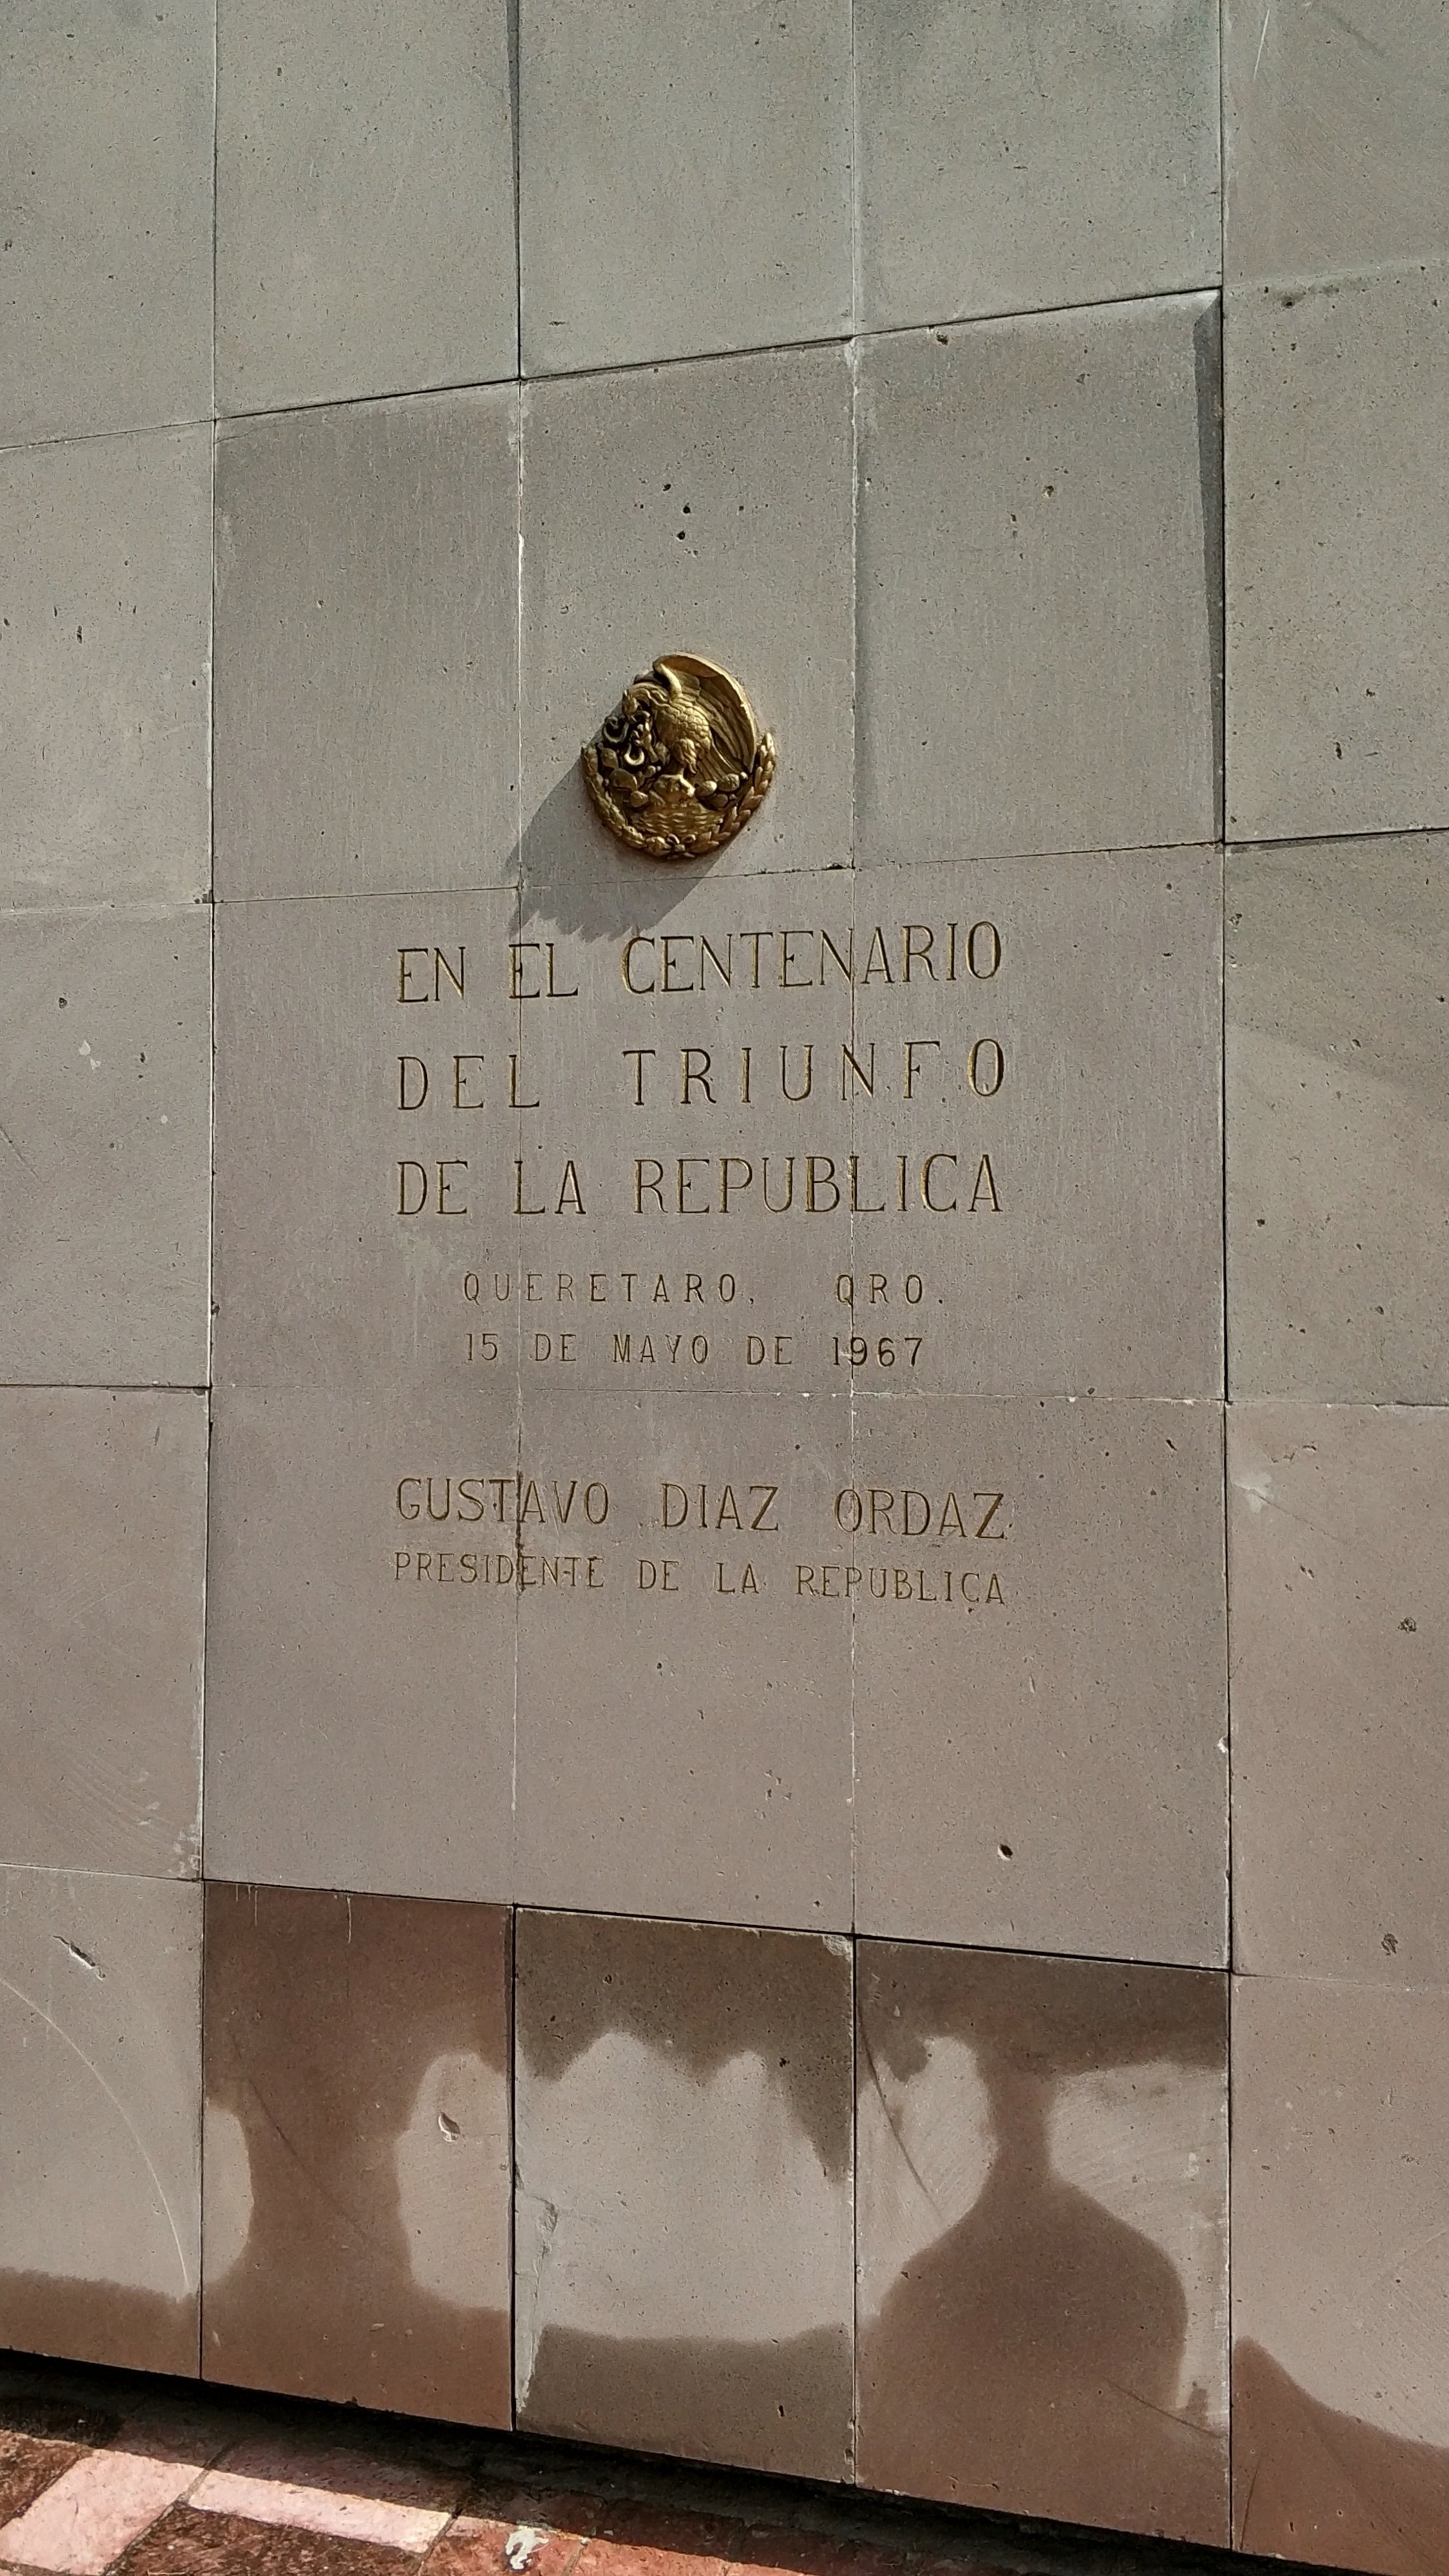 EN EL CENTENARIO
DEL TRIUNFO
DE LA REPUBLICA
QUERETARO, QRO.
15 DE MAYO DE 1967
GUSTAVO DIAZ ORDAZ
PRESIDENTE DE LA REPUBLICA